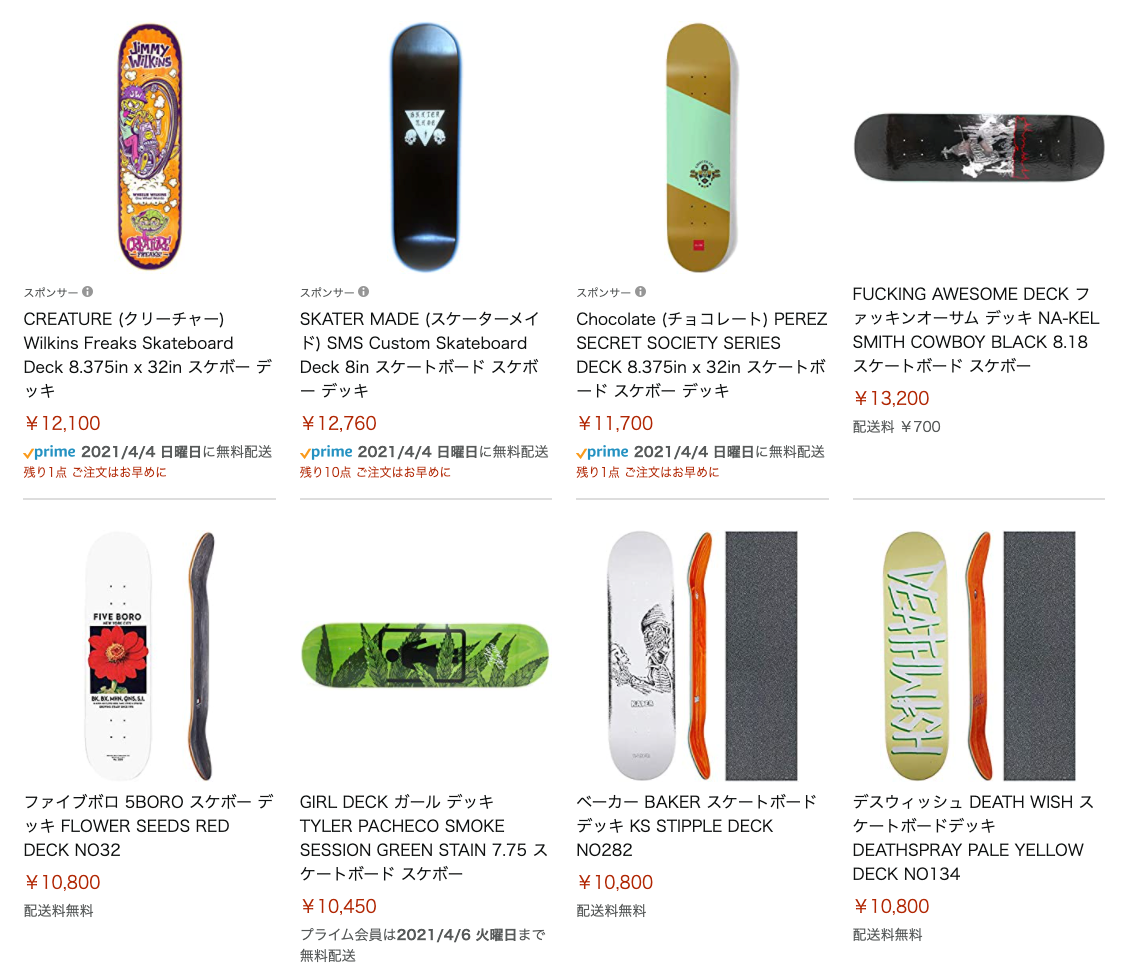 JIMMY
WILKINS
CREATURE
FREAKS
スポンサー
CREATURE (クリーチャー)
Wilkins Freaks Skateboard
Deck 8.375in x 32in スケボー デ
ッキ
￥12,100
prime 2021/4/4 日曜日に無料配送
残り1点 ご注文はお早めに
SKATER
MADE
スポンサー
SKATER MADE (スケーターメイ
ド) SMS Custom Skateboard
Deck 8in スケートボード スケボ
ー デッキ
￥12,760
prime 2021/4/4 日曜日に無料配送
残り10点 ご注文はお早めに
CHOCOLATE
スポンサー
Chocolate (チョコレート) PEREZ
SECRET SOCIETY SERIES
DECK 8.375in x 32in スケートボ
ード スケボー デッキ
￥11,700
prime 2021/4/4 日曜日に無料配送
残り1点 ご注文はお早めに
FUCKING AWESOME DECK フ
ァッキンオーサム デッキ NA-KEL
SMITH COWBOY BLACK 8.18
スケートボード スケボー
￥13,200
配送料 ￥700
FIVE BORO
NEW YORK CITY
BK, BX, MHN, QNS, S.I.
ファイブボロ 5BORO スケボー デ
ッキ FLOWER SEEDS RED
DECK NO32
￥10,800
配送料無料
GIRL DECK ガール デッキ
TYLER PACHECO SMOKE
SESSION GREEN STAIN 7.75 ス
ケートボード スケボー
￥10,450
プライム会員は2021/4/6 火曜日まで
無料配送
BAKER
ベーカー BAKER スケートボード
デッキ KS STIPPLE DECK
NO282
￥10,800
配送料無料
DEATHWISH
デスウィッシュ DEATH WISH ス
ケートボードデッキ
DEATHSPRAY PALE YELLOW
DECK NO134
￥10,800
配送料無料